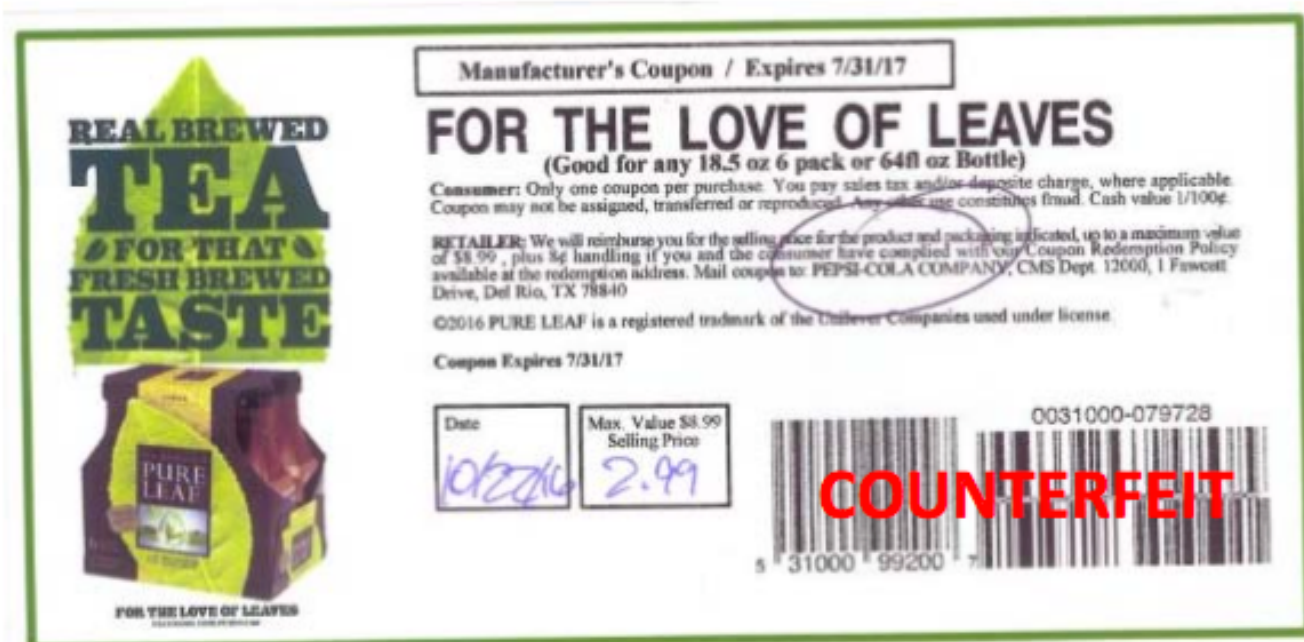 REAL BREWED
TEA
FOR THAT
FRESH BREWED
TASTE
PURE
LEAF
FOR THE LOVE OF LEAVES
Manufacturer's Coupon / Expires 7/31/17
FOR THE LOVE OF LEAVES
(Good for any 18.5 oz 6 pack or 64fl oz Bottle)
Consumer: Only one coupon per purchase. You pay sales tax and/or deposite charge, where applicable.
Coupon may not be assigned, transferred or reproduced. Any other use constitutes fraud. Cash value 1/100¢.
RETAILER: We will reimburse you for the selling price for the product and packaging indicated, up to a maximum value
of $8.99 , plus 8¢ handling if you and the consumer have complied with our Coupon Redemption Policy
available at the redemption address. Mail coupon to: PEPSI-COLA COMPANY, CMS Dept. 12000, 1 Fawcett
Drive, Del Rio, TX 78840
©2016 PURE LEAF is a registered tradmark of the Unilever Companies used under license
Coupon Expires 7/31/17
Date
10/22/16
Max. Value $8.99
Selling Price
2.99
0031000-079728
COUNTERFEIT
5 31000 99200 7